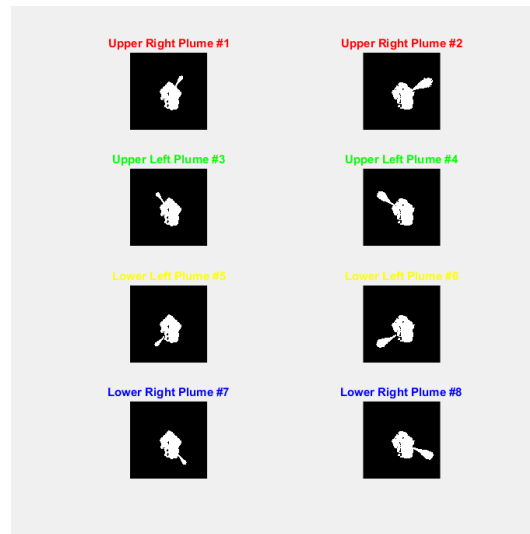 Upper Right Plume #1
Upper Right Plume #2
Upper Left Plume #3
Upper Left Plume #4
Lower Left Plume #5
Lower Left Plume #6
Lower Right Plume #7
Lower Right Plume #8